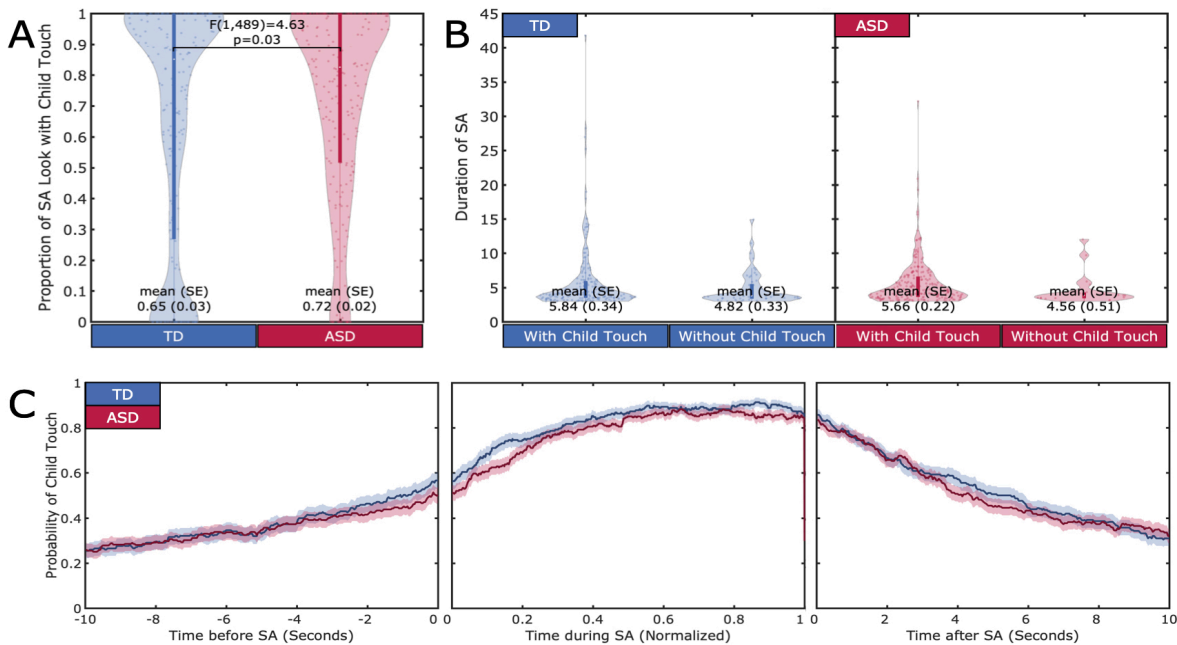 A
Proportion of SA Look with Child Touch
1
0.9
0.8
0.7
0.6
0.5
0.4
0.3
0.2
0.1
0
F(1,489)=4.63
p=0.03
mean (SE)
0.65 (0.03)
mean (SE)
0.72 (0.02)
TD
ASD
B
Duration of SA
45
40
35
30
25
20
15
10
5
0
TD
ASD
mean (SE)
5.84 (0.34)
mean (SE)
4.82 (0.33)
mean (SE)
5.66 (0.22)
mean (SE)
4.56 (0.51)
With Child Touch
Without Child Touch
With Child Touch
Without Child Touch
C
TD
ASD
Probability of Child Touch
1
0.8
0.6
0.4
0.2
0
-10
-8
-6
-4
-2
0
Time before SA (Seconds)
0
0.2
0.4
0.6
0.8
1
Time during SA (Normalized)
0
2
4
6
8
10
Time after SA (Seconds)